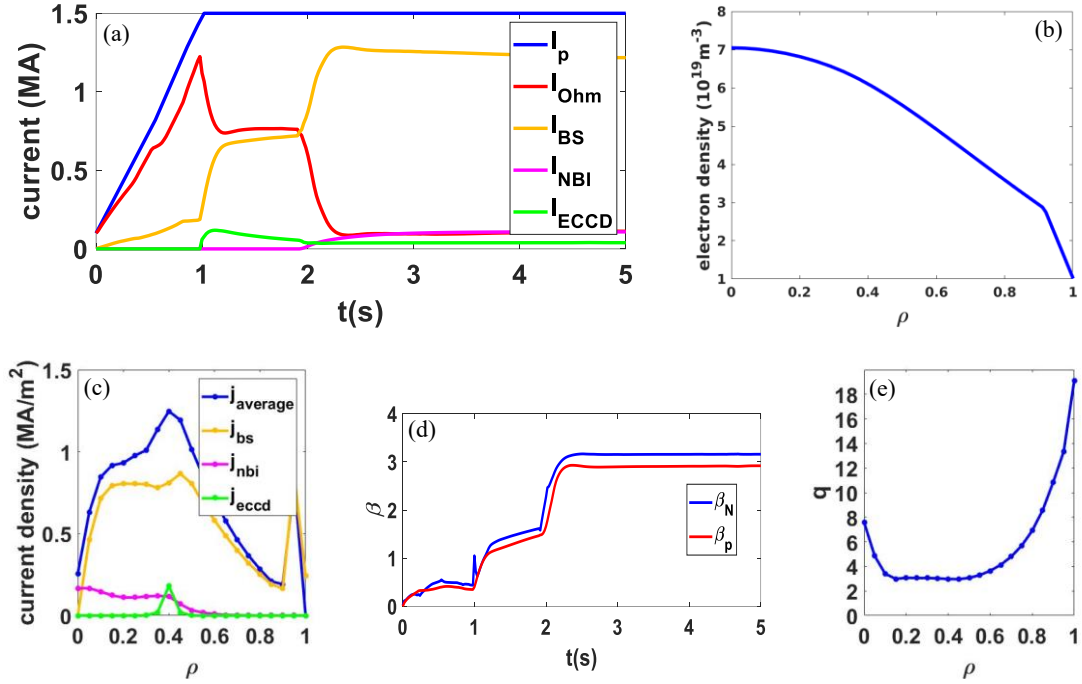 (a)
1.5
1
0.5
0
current (MA)
I_p
I_Ohm
I_BS
I_NBI
I_ECCD
0 1 2 3 4 5
t(s)
(b)
8
7
6
5
4
3
2
1
electron density (10^19 m^-3)
0 0.2 0.4 0.6 0.8 1
ρ
(c)
1.5
1
0.5
0
current density (MA/m^2)
j_average
j_bs
j_nbi
j_eccd
0 0.2 0.4 0.6 0.8 1
ρ
(d)
4
3
2
1
0
β
β_N
β_p
0 1 2 3 4 5
t(s)
(e)
18
16
14
12
10
8
6
4
2
0
q
0 0.2 0.4 0.6 0.8 1
ρ